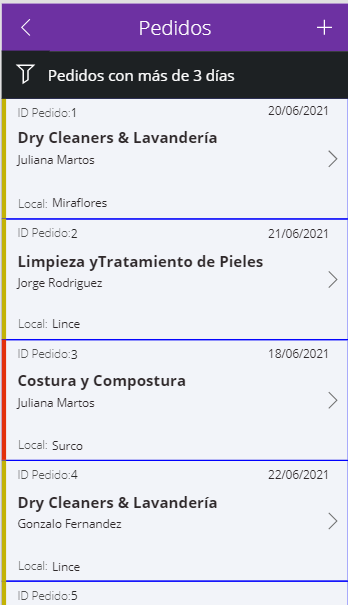 Pedidos
Pedidos con más de 3 días
ID Pedido:1 20/06/2021
Dry Cleaners & Lavandería
Juliana Martos
Local: Miraflores
ID Pedido:2 21/06/2021
Limpieza yTratamiento de Pieles
Jorge Rodriguez
Local: Lince
ID Pedido:3 18/06/2021
Costura y Compostura
Juliana Martos
Local: Surco
ID Pedido:4 22/06/2021
Dry Cleaners & Lavandería
Gonzalo Fernandez
Local: Lince
ID Pedido:5